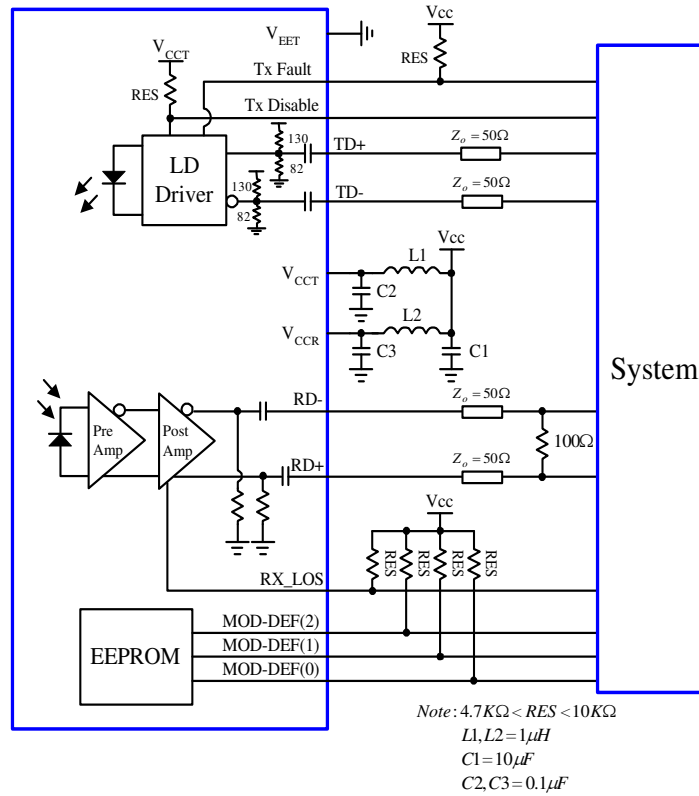 Vcc
V_EET
V_CCT
RES
RES
Tx Fault
Tx Disable
130
TD+
Z_o = 50Ω
82
LD
Driver
130
TD-
Z_o = 50Ω
82
Vcc
L1
V_CCT
C2
L2
V_CCR
C3
C1
System
RD-
Z_o = 50Ω
Pre
Amp
Post
Amp
100Ω
RD+
Z_o = 50Ω
Vcc
RES
RES
RES
RES
RX_LOS
MOD-DEF(2)
EEPROM
MOD-DEF(1)
MOD-DEF(0)
Note: 4.7KΩ < RES < 10KΩ
L1, L2 = 1μH
C1 = 10μF
C2, C3 = 0.1μF